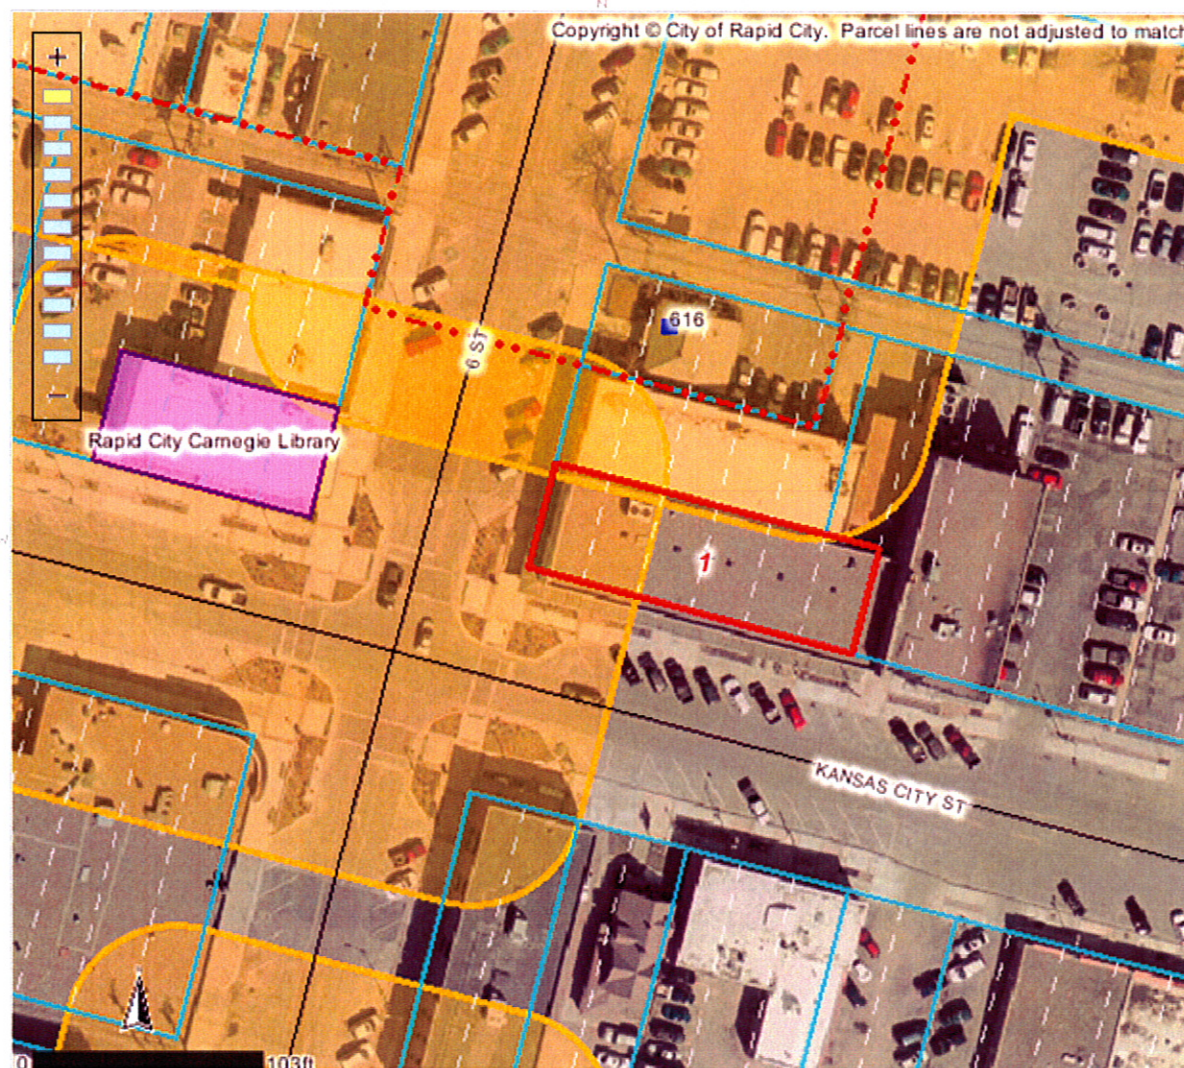 Copyright © City of Rapid City. Parcel lines are not adjusted to match
+
616
6 ST
Rapid City Carnegie Library
1
KANSAS CITY ST
0 103ft